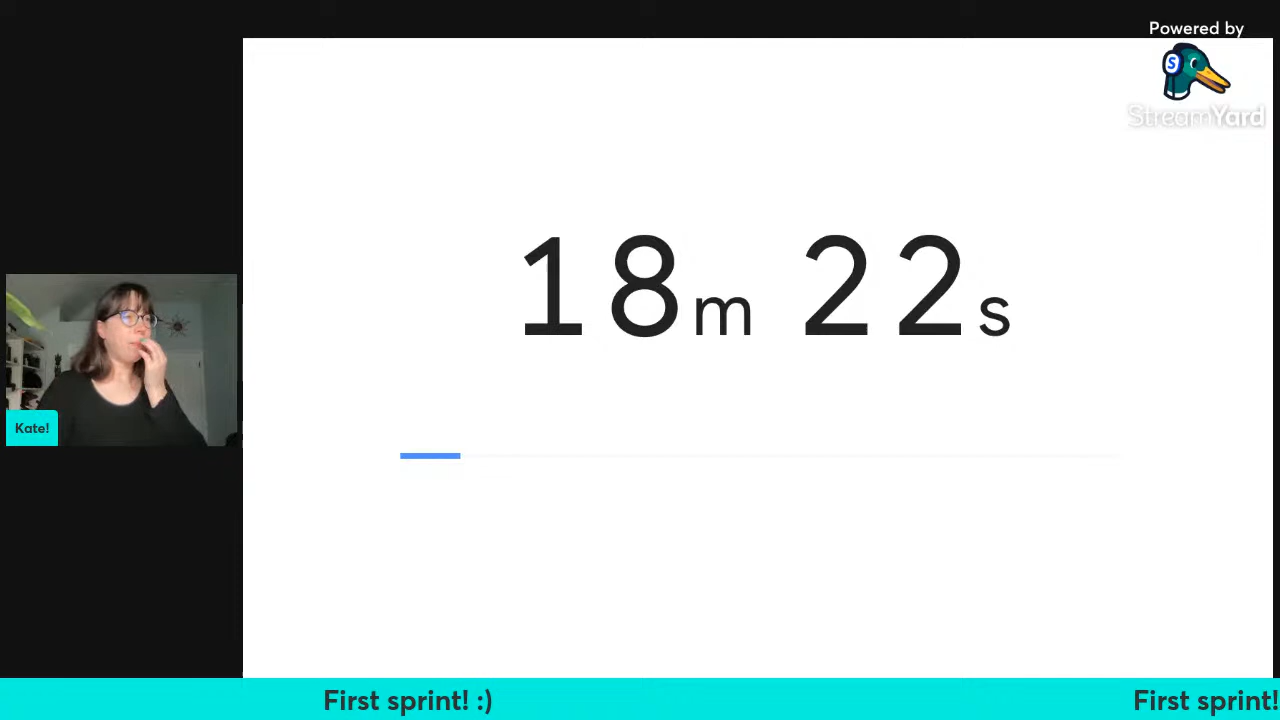 Powered by
S
StreamYard
18m 22s
Kate!
First sprint! :)
First sprint!